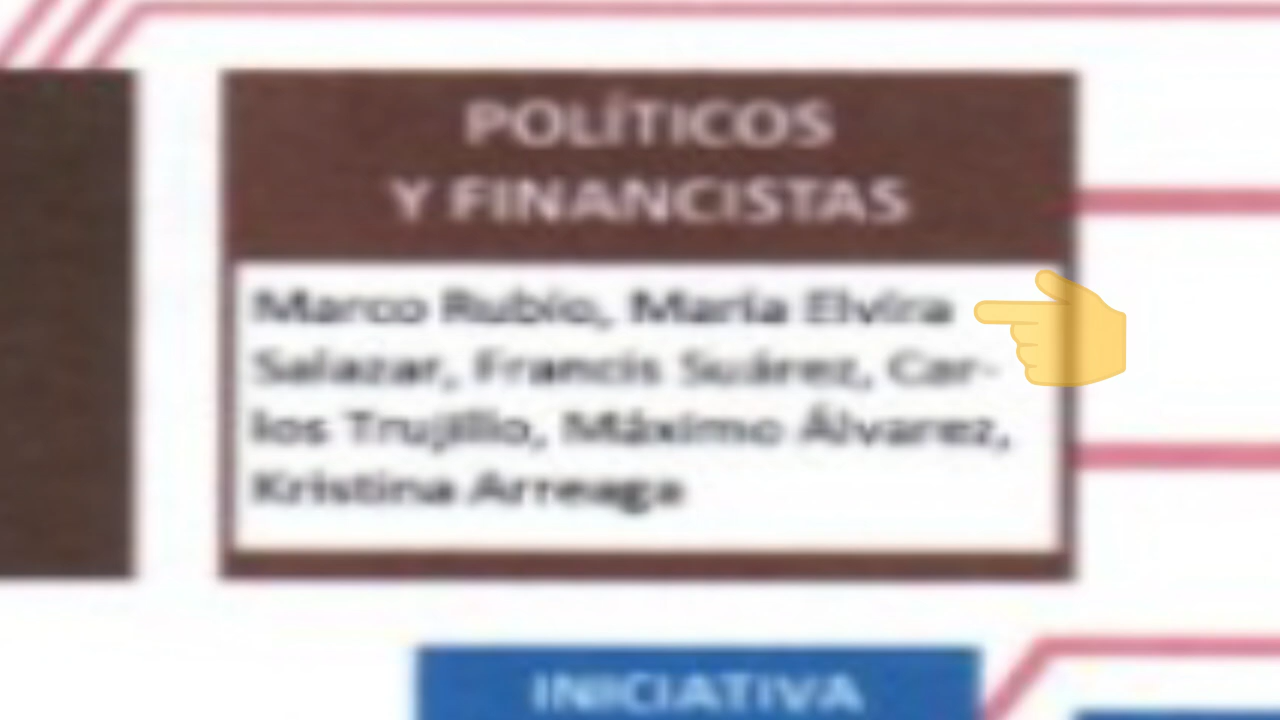 POLÍTICOS
Y FINANCISTAS
Marco Rubio, María Elvira
Salazar, Francis Suárez, Car-
los Trujillo, Máximo Álvarez,
Kristina Arreaga
INICIATIVA